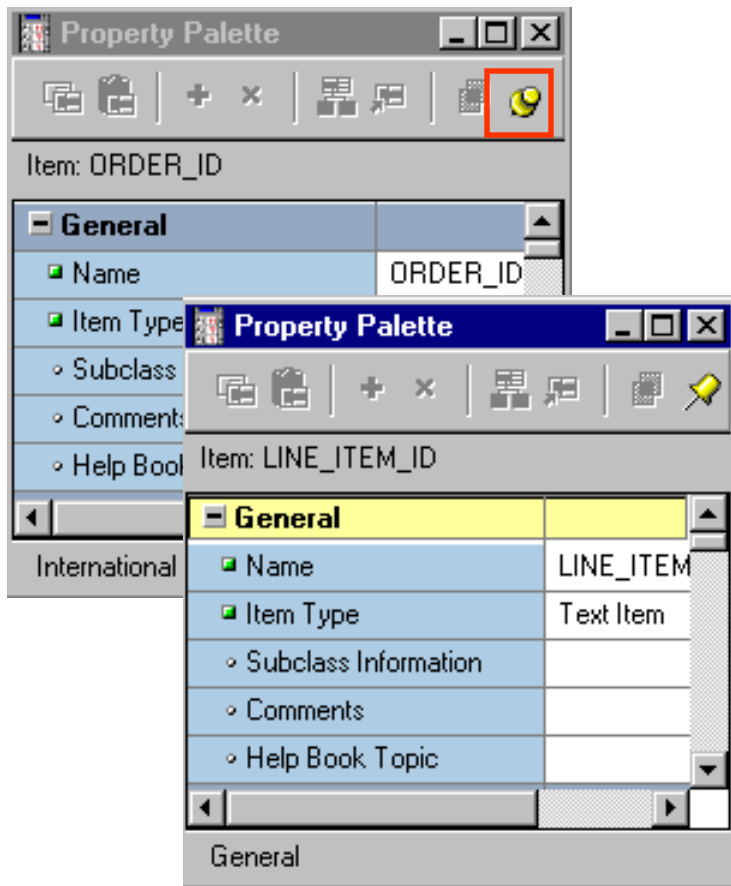 Property Palette
Item: ORDER_ID
General
Name ORDER_ID
Item Type
Subclass
Comments
Help Book
International
Property Palette
Item: LINE_ITEM_ID
General
Name LINE_ITEM
Item Type Text Item
Subclass Information
Comments
Help Book Topic
General